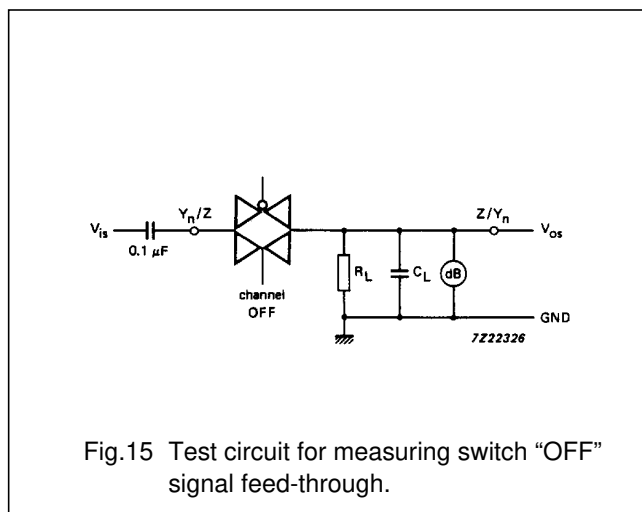 V_is
0.1 µF
Y_n/Z
channel
OFF
R_L
C_L
dB
Z/Y_n
V_os
GND
7Z22326
Fig.15 Test circuit for measuring switch “OFF”
signal feed-through.